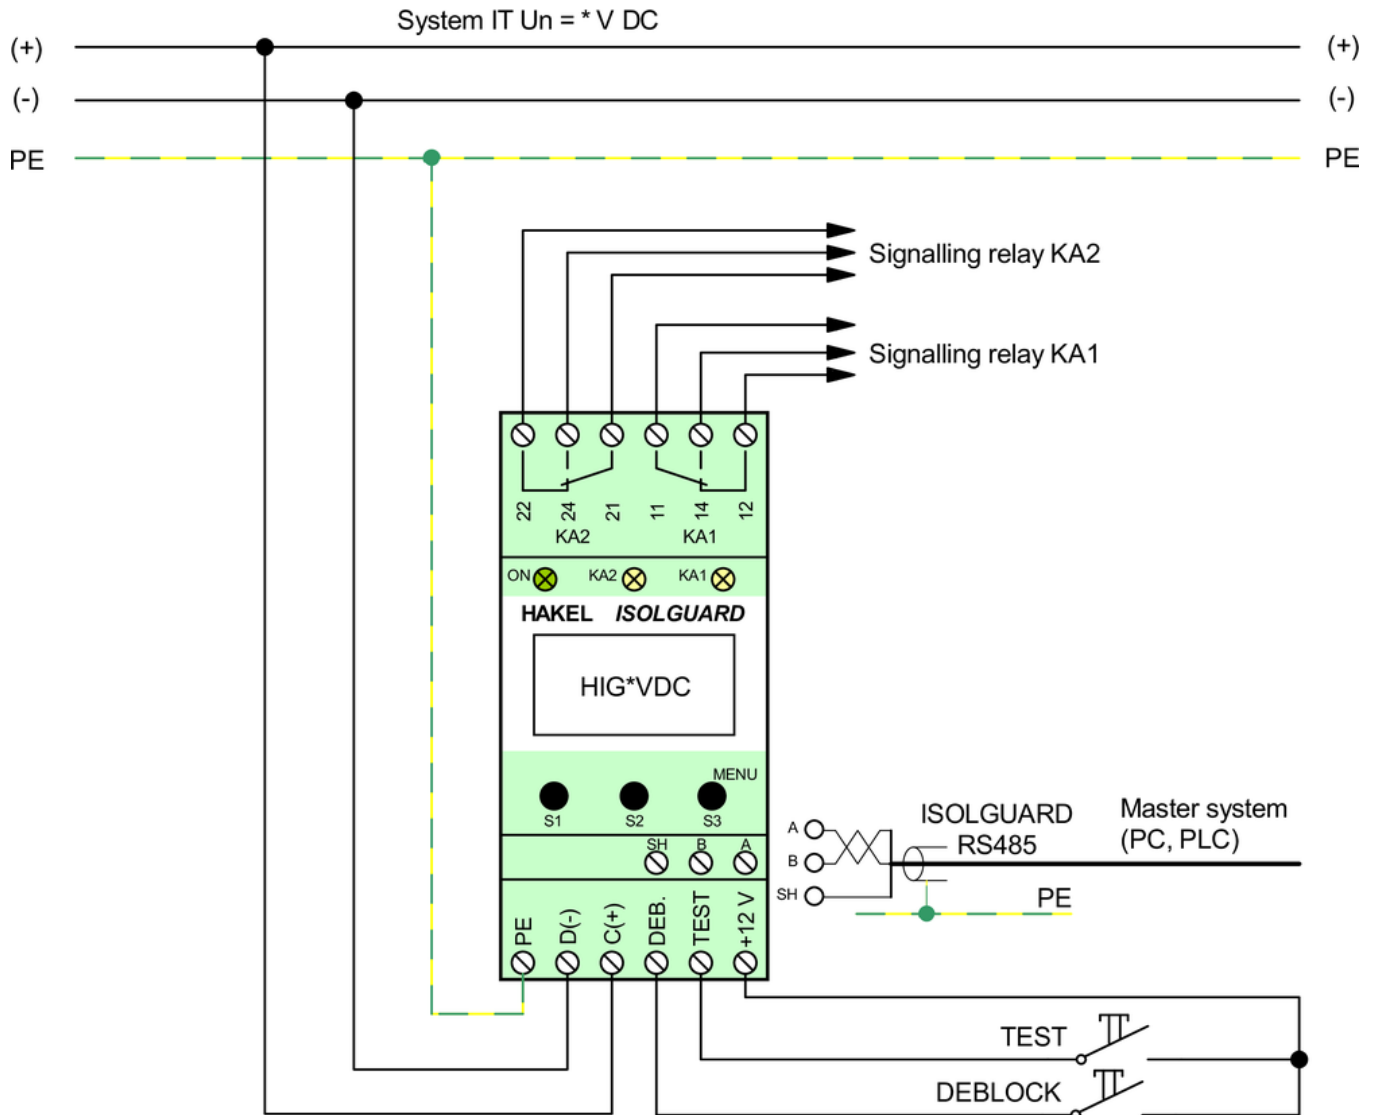 System IT Un = * V DC
(+) (+)
(-) (-)
PE PE
Signalling relay KA2
Signalling relay KA1
22 24 21 11 14 12
KA2 KA1
ON KA2 KA1
HAKEL ISOLGUARD
HIG*VDC
MENU
S1 S2 S3
SH B A
PE D(-) C(+) DEB. TEST +12 V
A
B
SH
ISOLGUARD
RS485
Master system
(PC, PLC)
PE
TEST
DEBLOCK